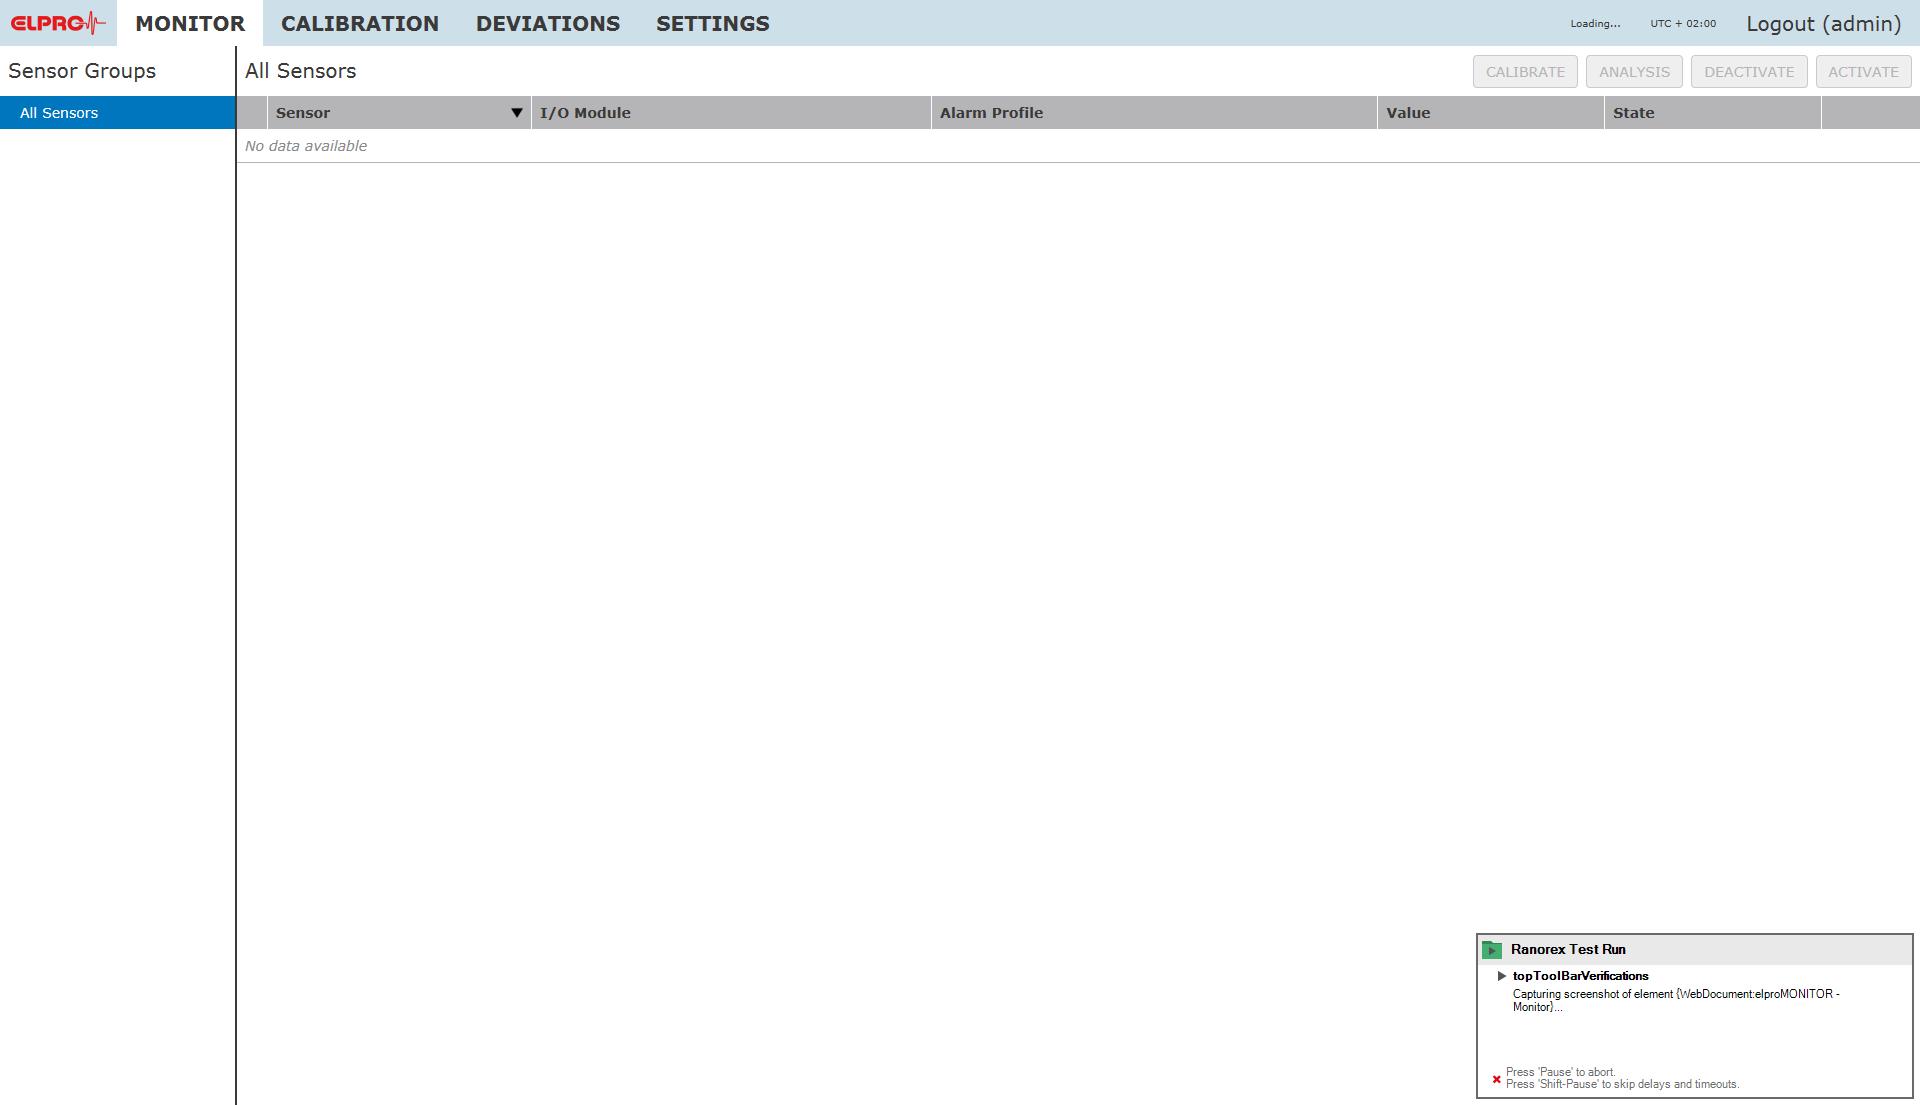 ELPRO MONITOR CALIBRATION DEVIATIONS SETTINGS Loading... UTC + 02:00 Logout (admin)
Sensor Groups
All Sensors
All Sensors
CALIBRATE ANALYSIS DEACTIVATE ACTIVATE
Sensor I/O Module Alarm Profile Value State
No data available
Ranorex Test Run
topToolBarVerifications
Capturing screenshot of element {WebDocument:elproMONITOR -
Monitor}...
Press 'Pause' to abort.
Press 'Shift-Pause' to skip delays and timeouts.